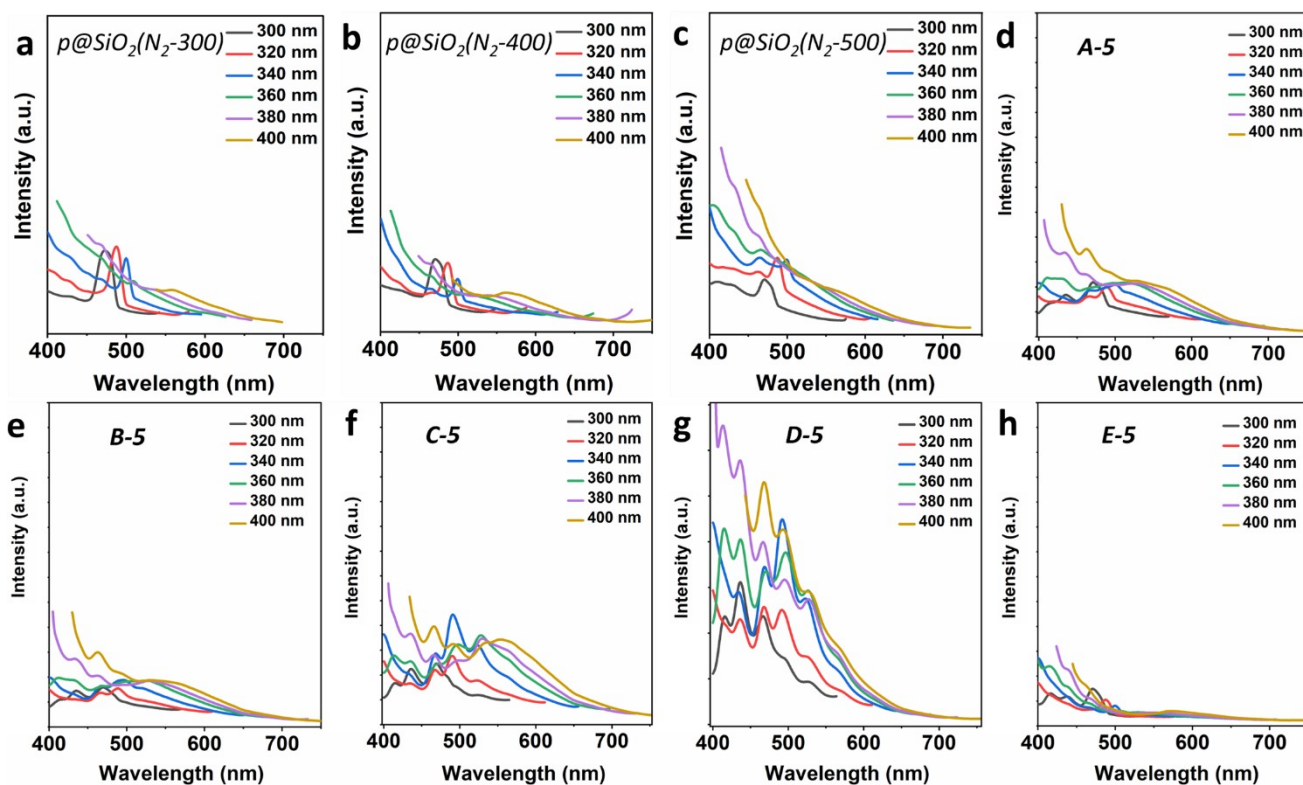 a
p@SiO2(N2-300)
300 nm
320 nm
340 nm
360 nm
380 nm
400 nm
Intensity (a.u.)
400 500 600 700
Wavelength (nm)
b
p@SiO2(N2-400)
300 nm
320 nm
340 nm
360 nm
380 nm
400 nm
Intensity (a.u.)
400 500 600 700
Wavelength (nm)
c
p@SiO2(N2-500)
300 nm
320 nm
340 nm
360 nm
380 nm
400 nm
Intensity (a.u.)
400 500 600 700
Wavelength (nm)
d
A-5
300 nm
320 nm
340 nm
360 nm
380 nm
400 nm
Intensity (a.u.)
400 500 600 700
Wavelength (nm)
e
B-5
300 nm
320 nm
340 nm
360 nm
380 nm
400 nm
Intensity (a.u.)
400 500 600 700
Wavelength (nm)
f
C-5
300 nm
320 nm
340 nm
360 nm
380 nm
400 nm
Intensity (a.u.)
400 500 600 700
Wavelength (nm)
g
D-5
300 nm
320 nm
340 nm
360 nm
380 nm
400 nm
Intensity (a.u.)
400 500 600 700
Wavelength (nm)
h
E-5
300 nm
320 nm
340 nm
360 nm
380 nm
400 nm
Intensity (a.u.)
400 500 600 700
Wavelength (nm)